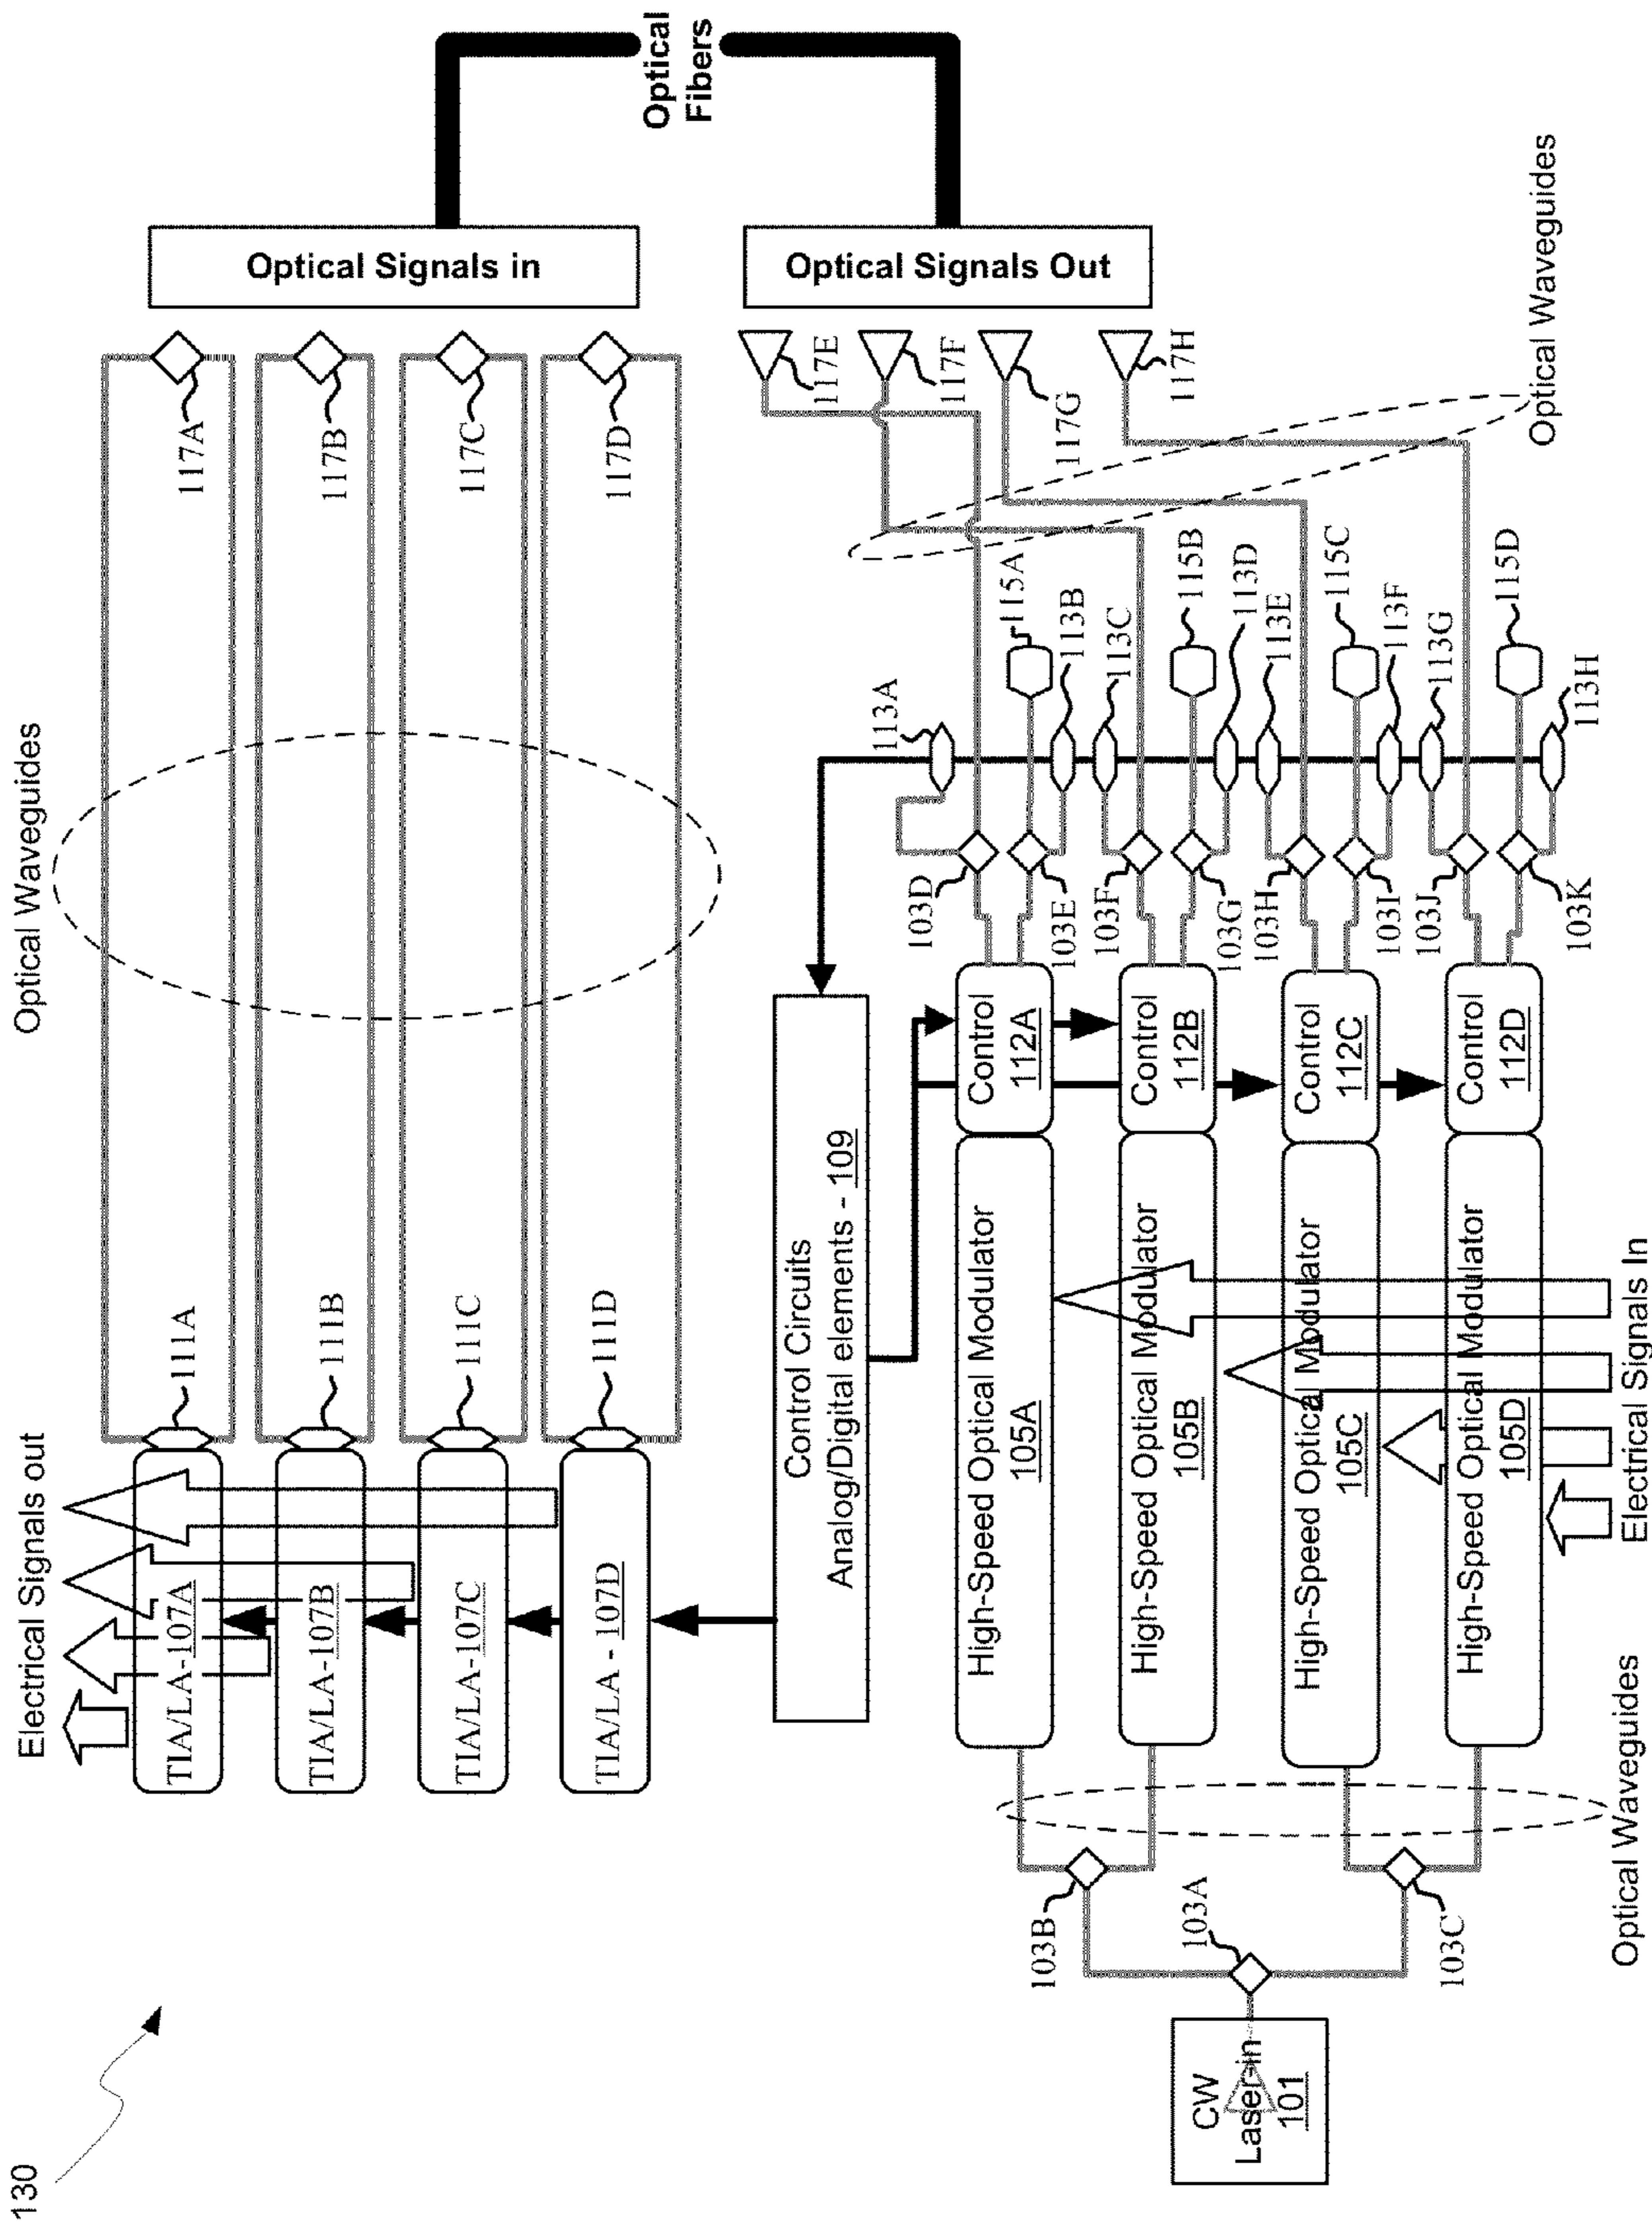 130
Electrical Signals out
Optical Waveguides
TIA/LA-107A
111A
117A
TIA/LA-107B
111B
117B
TIA/LA-107C
111C
117C
TIA/LA - 107D
111D
117D
Optical Signals in
Optical
Fibers
Optical Signals Out
Control Circuits
Analog/Digital elements - 109
117E
117F
117G
117H
113A
103D
High-Speed Optical Modulator
105A
Control
112A
115A
103E
113B
103F
113C
High-Speed Optical Modulator
105B
Control
112B
115B
103G
113D
103H
113E
High-Speed Optical Modulator
105C
Control
112C
115C
103I
113F
103J
113G
High-Speed Optical Modulator
105D
Control
112D
115D
103K
113H
103B
103A
103C
CW
Laser-in
101
Optical Waveguides
Electrical Signals In
Optical Waveguides